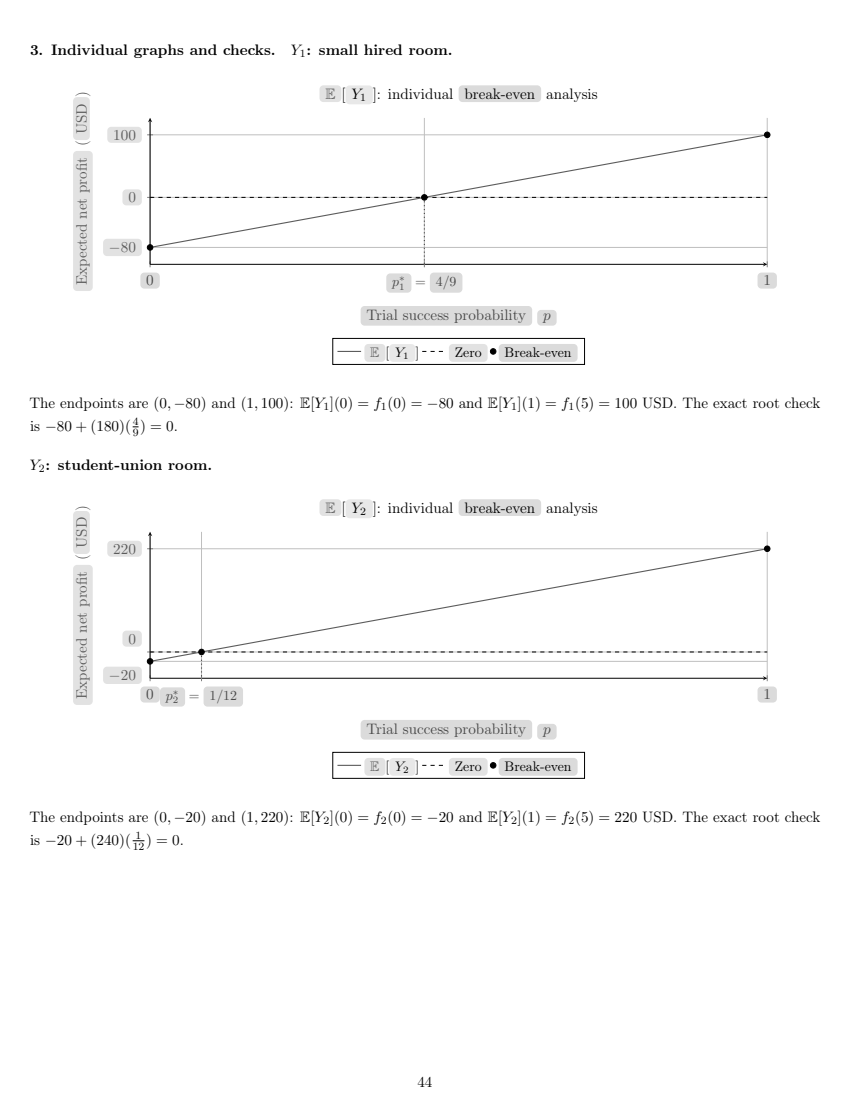 3. Individual graphs and checks. Y₁: small hired room.
𝔼[ Y₁ ]: individual break-even analysis
Expected net profit ( USD )
100
0
−80
0
p₁* = 4/9
1
Trial success probability p
𝔼[ Y₁ ] Zero Break-even
The endpoints are (0, −80) and (1, 100): 𝔼[Y₁](0) = f₁(0) = −80 and 𝔼[Y₁](1) = f₁(5) = 100 USD. The exact root check
is −80 + (180)(4/9) = 0.
Y₂: student-union room.
𝔼[ Y₂ ]: individual break-even analysis
Expected net profit ( USD )
220
0
−20
0
p₂* = 1/12
1
Trial success probability p
𝔼[ Y₂ ] Zero Break-even
The endpoints are (0, −20) and (1, 220): 𝔼[Y₂](0) = f₂(0) = −20 and 𝔼[Y₂](1) = f₂(5) = 220 USD. The exact root check
is −20 + (240)(1/12) = 0.
44